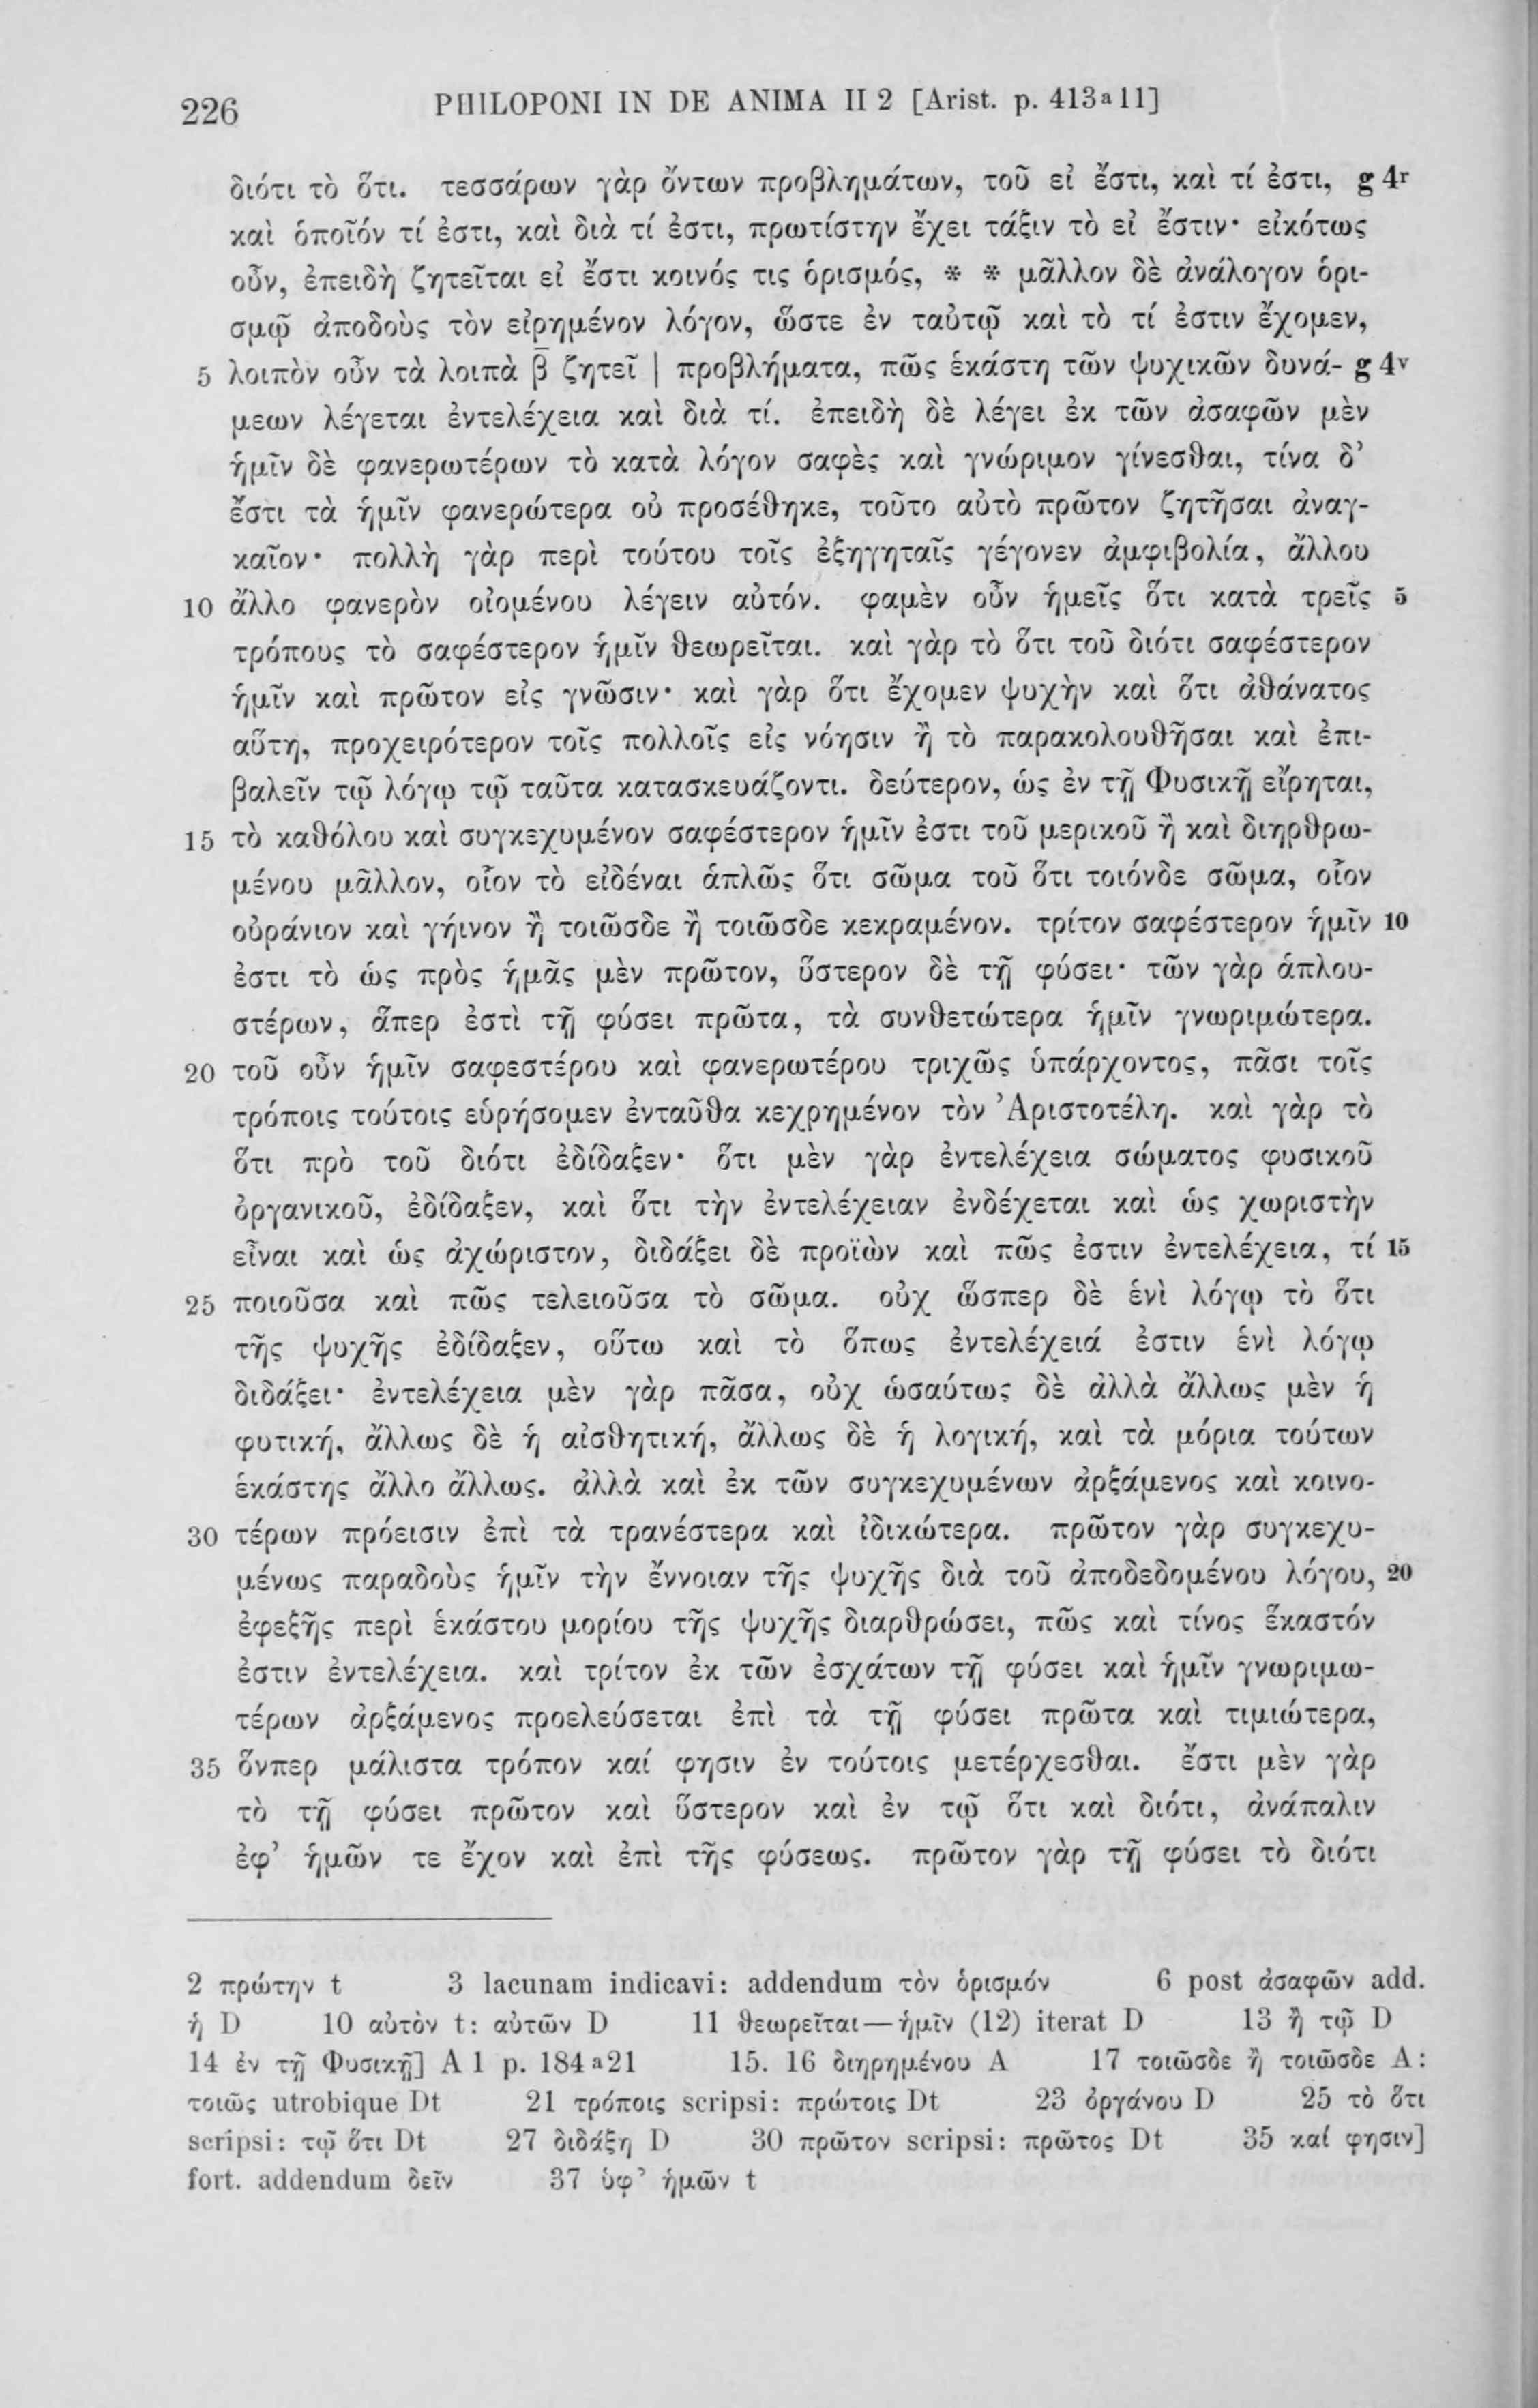 226 PHILOPONI IN DE ANIMA II 2 [Arist. p. 413a11]
διότι τὸ ὅτι. τεσσάρων γὰρ ὄντων προβλημάτων, τοῦ εἰ ἔστι, καὶ τί ἐστι, g 4r
καὶ ὁποῖόν τί ἐστι, καὶ διὰ τί ἐστι, πρωτίστην ἔχει τάξιν τὸ εἰ ἔστιν· εἰκότως
οὖν, ἐπειδὴ ζητεῖται εἰ ἔστι κοινός τις ὁρισμός, * * μᾶλλον δὲ ἀνάλογον ὁρι-
σμῷ ἀποδοὺς τὸν εἰρημένον λόγον, ὥστε ἐν ταὐτῷ καὶ τὸ τί ἐστιν ἔχομεν,
5 λοιπὸν οὖν τὰ λοιπὰ β̄ ζητεῖ | προβλήματα, πῶς ἑκάστη τῶν ψυχικῶν δυνά- g 4v
μεων λέγεται ἐντελέχεια καὶ διὰ τί. ἐπειδὴ δὲ λέγει ἐκ τῶν ἀσαφῶν μὲν
ἡμῖν δὲ φανερωτέρων τὸ κατὰ λόγον σαφὲς καὶ γνώριμον γίνεσθαι, τίνα δ’
ἔστι τὰ ἡμῖν φανερώτερα οὐ προσέθηκε, τοῦτο αὐτὸ πρῶτον ζητῆσαι ἀναγ-
καῖον· πολλὴ γὰρ περὶ τούτου τοῖς ἐξηγηταῖς γέγονεν ἀμφιβολία, ἄλλου
10 ἄλλο φανερὸν οἰομένου λέγειν αὐτόν. φαμὲν οὖν ἡμεῖς ὅτι κατὰ τρεῖς 5
τρόπους τὸ σαφέστερον ἡμῖν θεωρεῖται. καὶ γὰρ τὸ ὅτι τοῦ διότι σαφέστερον
ἡμῖν καὶ πρῶτον εἰς γνῶσιν· καὶ γὰρ ὅτι ἔχομεν ψυχὴν καὶ ὅτι ἀθάνατος
αὕτη, προχειρότερον τοῖς πολλοῖς εἰς νόησιν ἢ τὸ παρακολουθῆσαι καὶ ἐπι-
βαλεῖν τῷ λόγῳ τῷ ταῦτα κατασκευάζοντι. δεύτερον, ὡς ἐν τῇ Φυσικῇ εἴρηται,
15 τὸ καθόλου καὶ συγκεχυμένον σαφέστερον ἡμῖν ἐστι τοῦ μερικοῦ ἢ καὶ διηρθρω-
μένου μᾶλλον, οἷον τὸ εἰδέναι ἁπλῶς ὅτι σῶμα τοῦ ὅτι τοιόνδε σῶμα, οἷον
οὐράνιον καὶ γήινον ἢ τοιῶσδε ἢ τοιῶσδε κεκραμένον. τρίτον σαφέστερον ἡμῖν 10
ἐστι τὸ ὡς πρὸς ἡμᾶς μὲν πρῶτον, ὕστερον δὲ τῇ φύσει· τῶν γὰρ ἁπλου-
στέρων, ἅπερ ἐστὶ τῇ φύσει πρῶτα, τὰ συνθετώτερα ἡμῖν γνωριμώτερα.
20 τοῦ οὖν ἡμῖν σαφεστέρου καὶ φανερωτέρου τριχῶς ὑπάρχοντος, πᾶσι τοῖς
τρόποις τούτοις εὑρήσομεν ἐνταῦθα κεχρημένον τὸν Ἀριστοτέλη. καὶ γὰρ τὸ
ὅτι πρὸ τοῦ διότι ἐδίδαξεν· ὅτι μὲν γὰρ ἐντελέχεια σώματος φυσικοῦ
ὀργανικοῦ, ἐδίδαξεν, καὶ ὅτι τὴν ἐντελέχειαν ἐνδέχεται καὶ ὡς χωριστὴν
εἶναι καὶ ὡς ἀχώριστον, διδάξει δὲ προϊὼν καὶ πῶς ἐστιν ἐντελέχεια, τί 15
25 ποιοῦσα καὶ πῶς τελειοῦσα τὸ σῶμα. οὐχ ὥσπερ δὲ ἑνὶ λόγῳ τὸ ὅτι
τῆς ψυχῆς ἐδίδαξεν, οὕτω καὶ τὸ ὅπως ἐντελέχειά ἐστιν ἑνὶ λόγῳ
διδάξει· ἐντελέχεια μὲν γὰρ πᾶσα, οὐχ ὡσαύτως δὲ ἀλλὰ ἄλλως μὲν ἡ
φυτική, ἄλλως δὲ ἡ αἰσθητική, ἄλλως δὲ ἡ λογική, καὶ τὰ μόρια τούτων
ἑκάστης ἄλλο ἄλλως. ἀλλὰ καὶ ἐκ τῶν συγκεχυμένων ἀρξάμενος καὶ κοινο-
30 τέρων πρόεισιν ἐπὶ τὰ τρανέστερα καὶ ἰδικώτερα. πρῶτον γὰρ συγκεχυ-
μένως παραδοὺς ἡμῖν τὴν ἔννοιαν τῆς ψυχῆς διὰ τοῦ ἀποδεδομένου λόγου, 20
ἐφεξῆς περὶ ἑκάστου μορίου τῆς ψυχῆς διαρθρώσει, πῶς καὶ τίνος ἕκαστόν
ἐστιν ἐντελέχεια. καὶ τρίτον ἐκ τῶν ἐσχάτων τῇ φύσει καὶ ἡμῖν γνωριμω-
τέρων ἀρξάμενος προελεύσεται ἐπὶ τὰ τῇ φύσει πρῶτα καὶ τιμιώτερα,
35 ὅνπερ μάλιστα τρόπον καί φησιν ἐν τούτοις μετέρχεσθαι. ἔστι μὲν γὰρ
τὸ τῇ φύσει πρῶτον καὶ ὕστερον καὶ ἐν τῷ ὅτι καὶ διότι, ἀνάπαλιν
ἐφ’ ἡμῶν τε ἔχον καὶ ἐπὶ τῆς φύσεως. πρῶτον γὰρ τῇ φύσει τὸ διότι
2 πρώτην t 3 lacunam indicavi: addendum τὸν ὁρισμόν 6 post ἀσαφῶν add.
ἡ D 10 αὐτὸν t: αὐτῶν D 11 θεωρεῖται—ἡμῖν (12) iterat D 13 ἢ τῷ D
14 ἐν τῇ Φυσικῇ] A 1 p. 184a21 15. 16 διηρημένου A 17 τοιῶσδε ἢ τοιῶσδε A:
τοιῶς utrobique Dt 21 τρόποις scripsi: πρώτοις Dt 23 ὀργάνου D 25 τὸ ὅτι
scripsi: τῷ ὅτι Dt 27 διδάξῃ D 30 πρῶτον scripsi: πρῶτος Dt 35 καί φησιν]
fort. addendum δεῖν 37 ὑφ’ ἡμῶν t